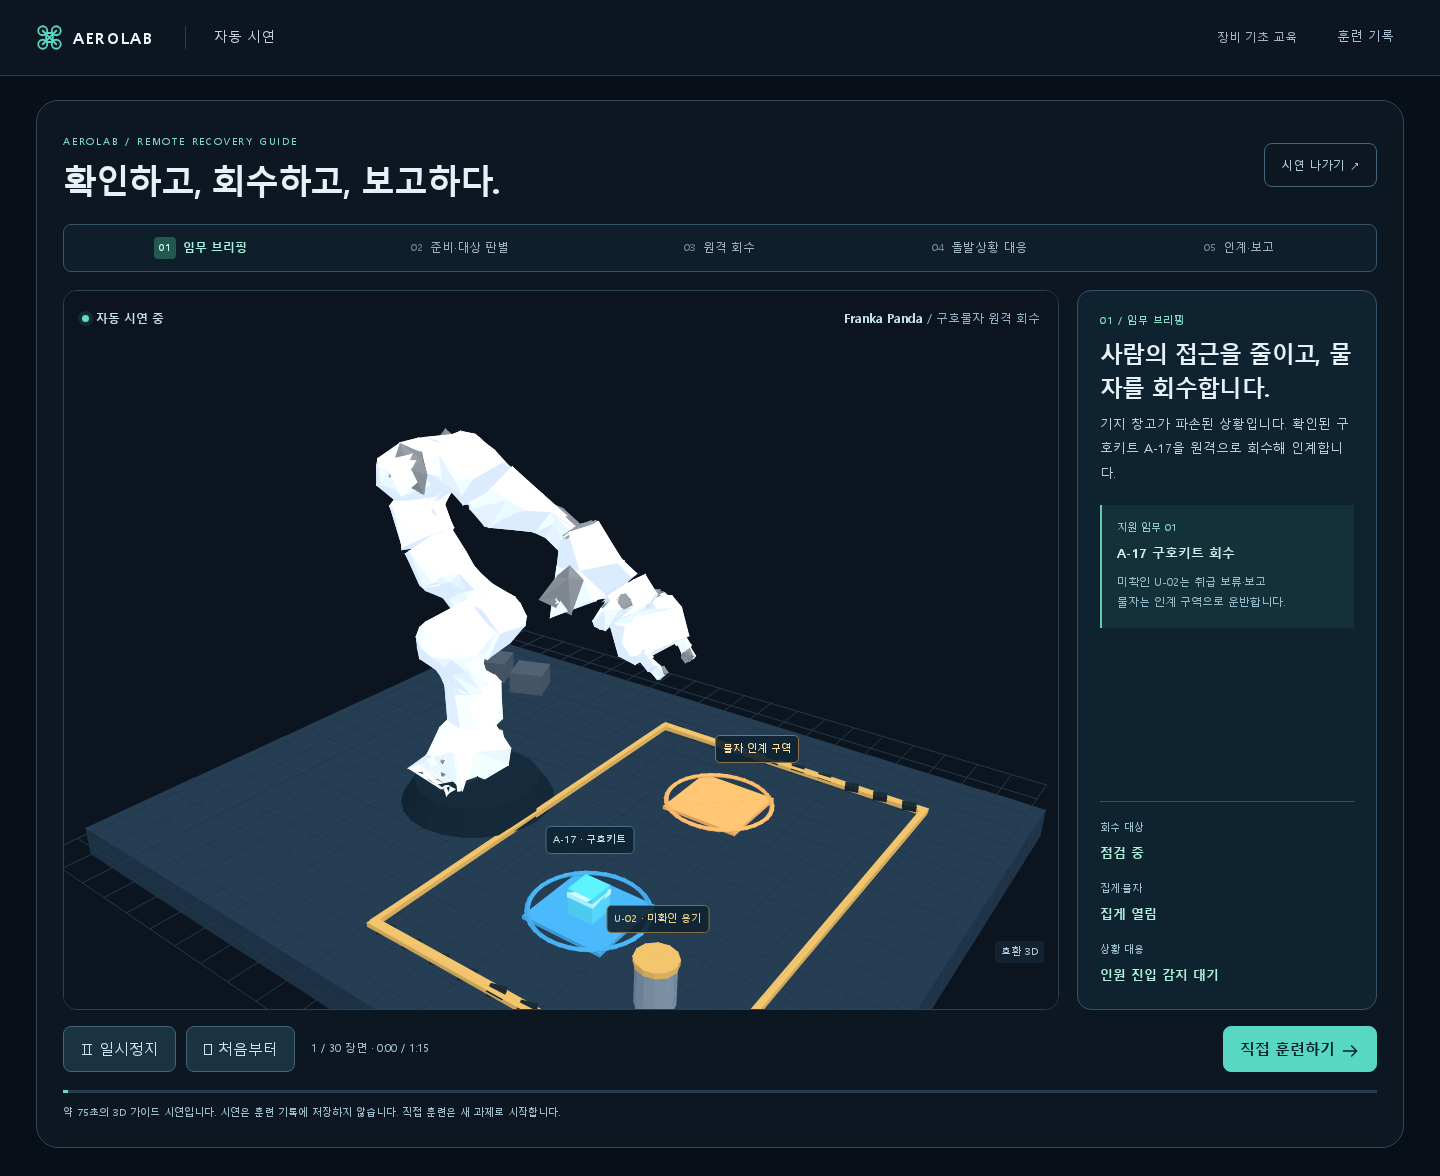 AEROLAB
자동 시연
장비 기초 교육
훈련 기록
AEROLAB / REMOTE RECOVERY GUIDE
확인하고, 회수하고, 보고하다.
시연 나가기 ↗
01 임무 브리핑
02 준비·대상 판별
03 원격 회수
04 돌발상황 대응
05 인계·보고
자동 시연 중
Franka Panda / 구호물자 원격 회수
물자 인계 구역
A-17 · 구호키트
U-02 · 미확인 용기
호환 3D
01 / 임무 브리핑
사람의 접근을 줄이고, 물
자를 회수합니다.
기지 창고가 파손된 상황입니다. 확인된 구
호키트 A-17을 원격으로 회수해 인계합니
다.
지원 임무 01
A-17 구호키트 회수
미확인 U-02는 취급 보류·보고
물자는 인계 구역으로 운반합니다.
회수 대상
점검 중
집게·물자
집게 열림
상황 대응
인원 진입 감지 대기
Ⅱ 일시정지
처음부터
1 / 30 장면 · 0:00 / 1:15
직접 훈련하기 →
약 75초의 3D 가이드 시연입니다. 시연은 훈련 기록에 저장하지 않습니다. 직접 훈련은 새 과제로 시작합니다.